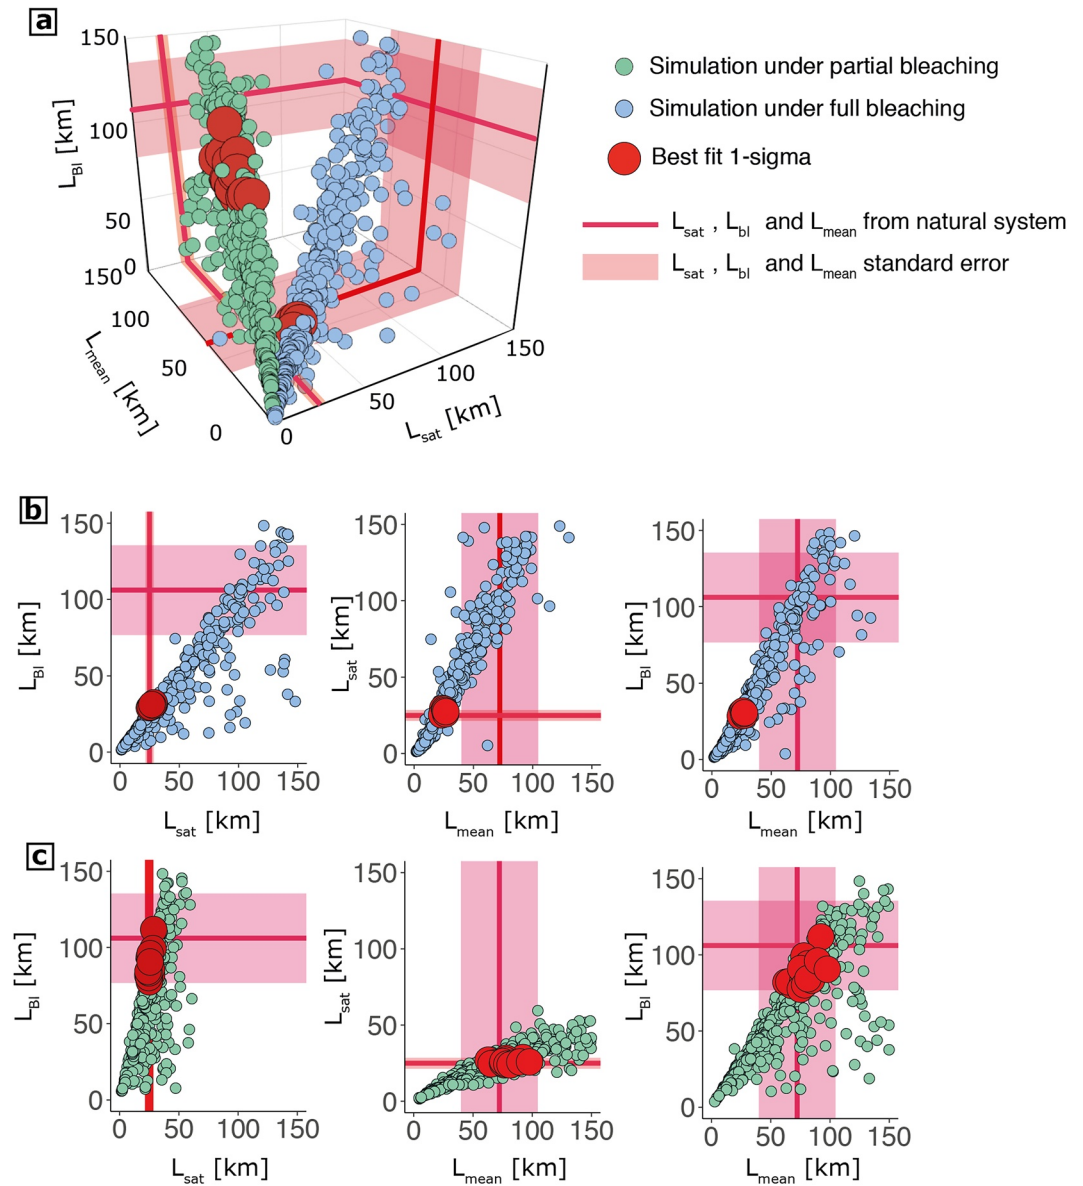 a
150
100
50
0
L_Bl [km]
150
100
50
0
L_mean [km]
0
50
100
150
L_sat [km]
Simulation under partial bleaching
Simulation under full bleaching
Best fit 1-sigma
L_sat , L_bl and L_mean from natural system
L_sat , L_bl and L_mean standard error
b
150
100
50
0
L_Bl [km]
0 50 100 150
L_sat [km]
150
100
50
0
L_sat [km]
0 50 100 150
L_mean [km]
150
100
50
0
L_Bl [km]
0 50 100 150
L_mean [km]
c
150
100
50
0
L_Bl [km]
0 50 100 150
L_sat [km]
150
100
50
0
L_sat [km]
0 50 100 150
L_mean [km]
150
100
50
0
L_Bl [km]
0 50 100 150
L_mean [km]